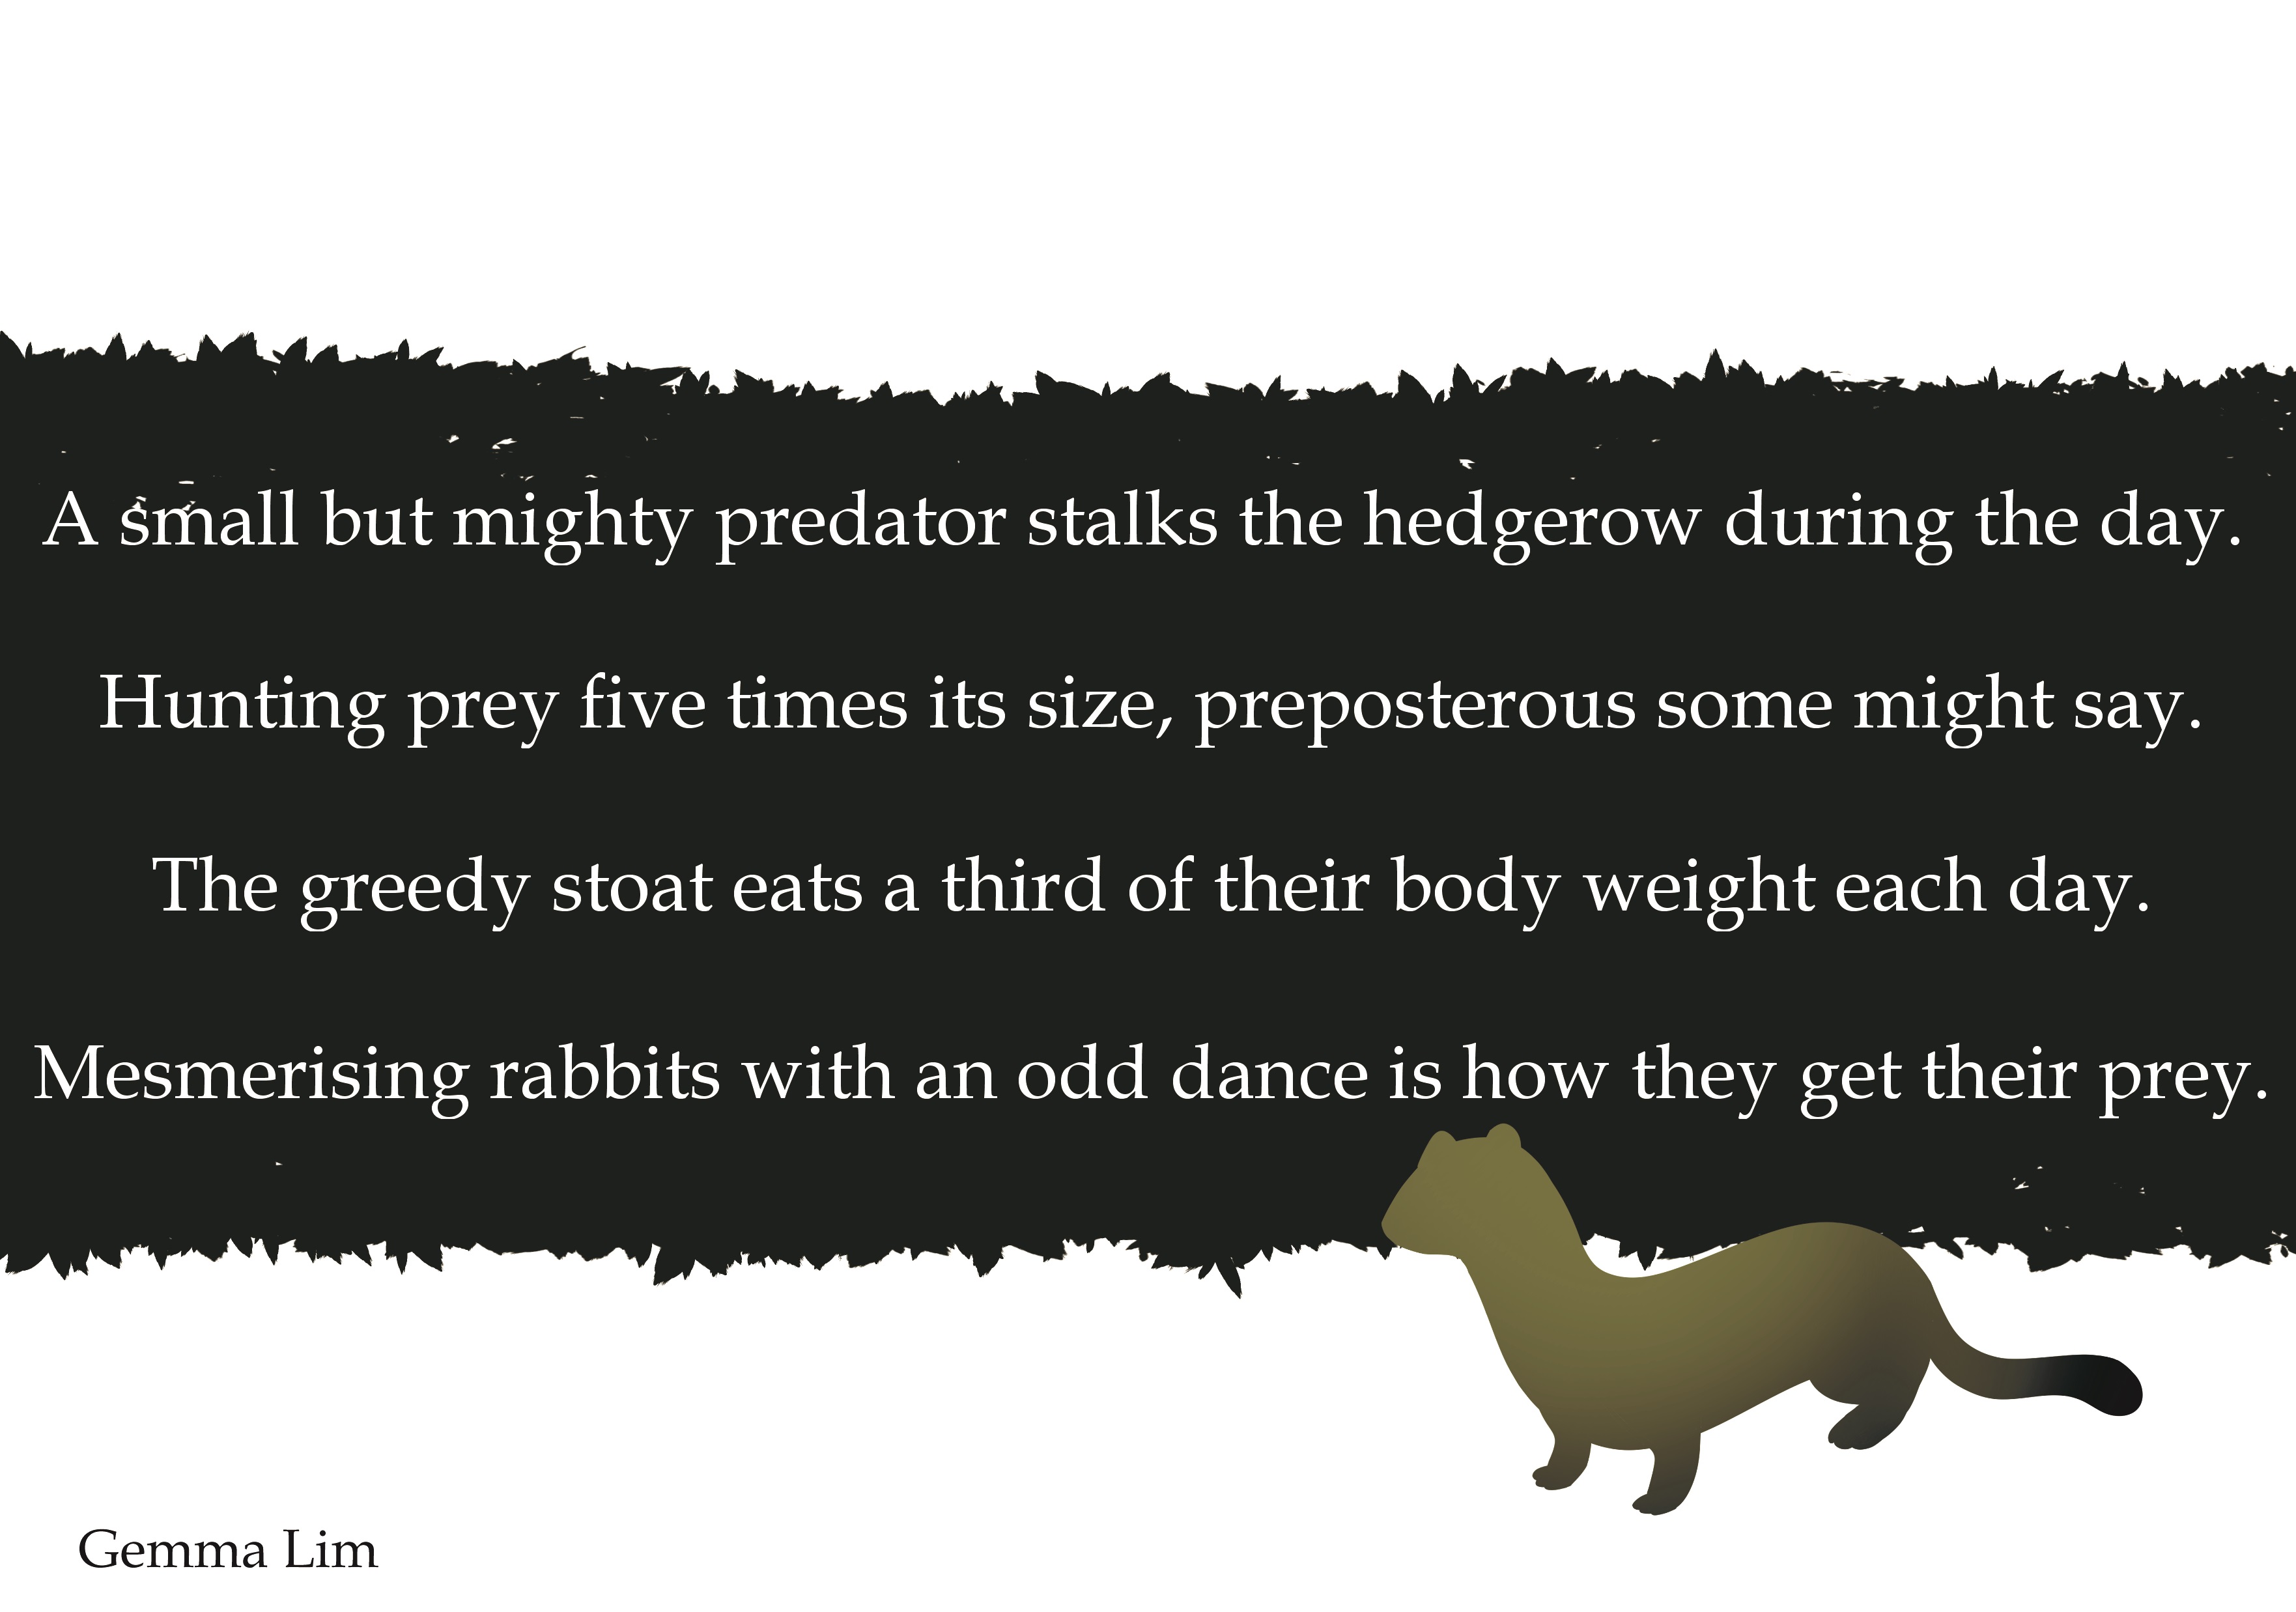 A small but mighty predator stalks the hedgerow during the day.
Hunting prey five times its size, preposterous some might say.
The greedy stoat eats a third of their body weight each day.
Mesmerising rabbits with an odd dance is how they get their prey.
Gemma Lim